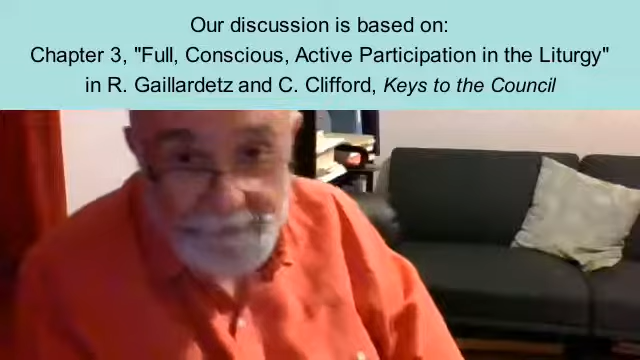 Our discussion is based on:
Chapter 3, "Full, Conscious, Active Participation in the Liturgy"
in R. Gaillardetz and C. Clifford, Keys to the Council